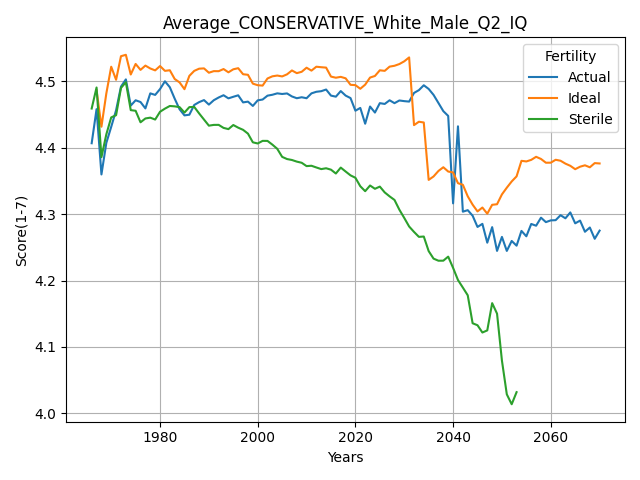 Average_CONSERVATIVE_White_Male_Q2_IQ
Fertility
Actual
Ideal
Sterile
Score(1-7)
4.5
4.4
4.3
4.2
4.1
4.0
1980 2000 2020 2040 2060
Years